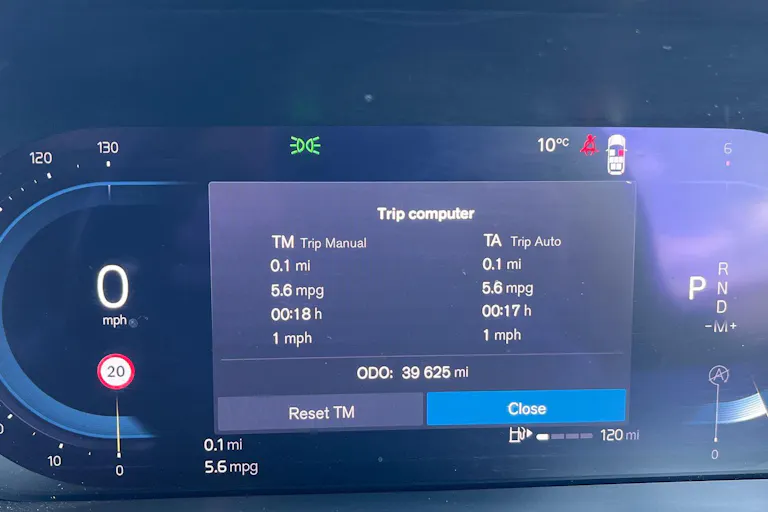 120
130
10°C
6
Trip computer
TM Trip Manual
TA Trip Auto
0.1 mi
0.1 mi
5.6 mpg
5.6 mpg
00:18 h
00:17 h
1 mph
1 mph
ODO: 39 625 mi
Reset TM
Close
0
mph
20
10
0
0.1 mi
5.6 mpg
120 mi
P
R
N
D
-M+
A
0